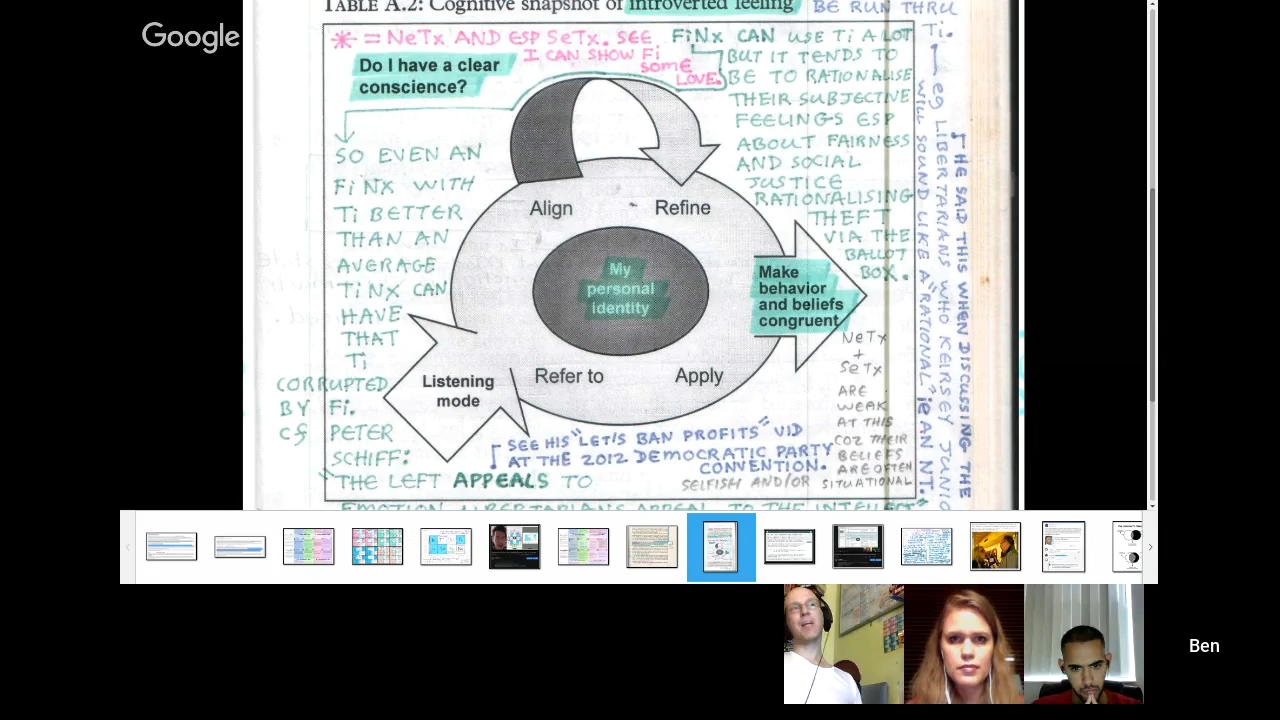 TABLE A.2: Cognitive snapshot of introverted feeling
BE RUN THRU
Ti.
Google
* = NeTx AND ESP SeTx. SEE
I CAN SHOW Fi
SOME
LOVE.
FiNx CAN USE Ti A LOT
BUT IT TENDS TO
BE TO RATIONALISE
THEIR SUBJECTIVE
FEELINGS ESP
ABOUT FAIRNESS
AND SOCIAL
JUSTICE
RATIONALISING
THEFT
VIA THE
BALLOT
BOX.
Do I have a clear
conscience?
SO EVEN AN
FiNx WITH
Ti BETTER
THAN AN
AVERAGE
TiNx CAN
HAVE
THAT
Ti
CORRUPTED
BY Fi.
cf PETER
SCHIFF:
"THE LEFT APPEALS TO
Align
Refine
My
personal
identity
Make
behavior
and beliefs
congruent
Refer to
Apply
Listening
mode
NeTx
+
SeTx
ARE
WEAK
AT THIS
COZ THEIR
BELIEFS
ARE OFTEN
SELFISH AND/OR SITUATIONAL
SEE HIS "LET'S BAN PROFITS" VID
AT THE 2012 DEMOCRATIC PARTY
CONVENTION.
EMOTION. LIBERTARIANS APPEAL TO THE INTELLECT"
HE SAID THIS WHEN DISCUSSING THE
eg LIBERTARIANS WHO KEIRSEY JUNIO
WILL SOUND LIKE A "RATIONAL" ie AN NT.
Ben